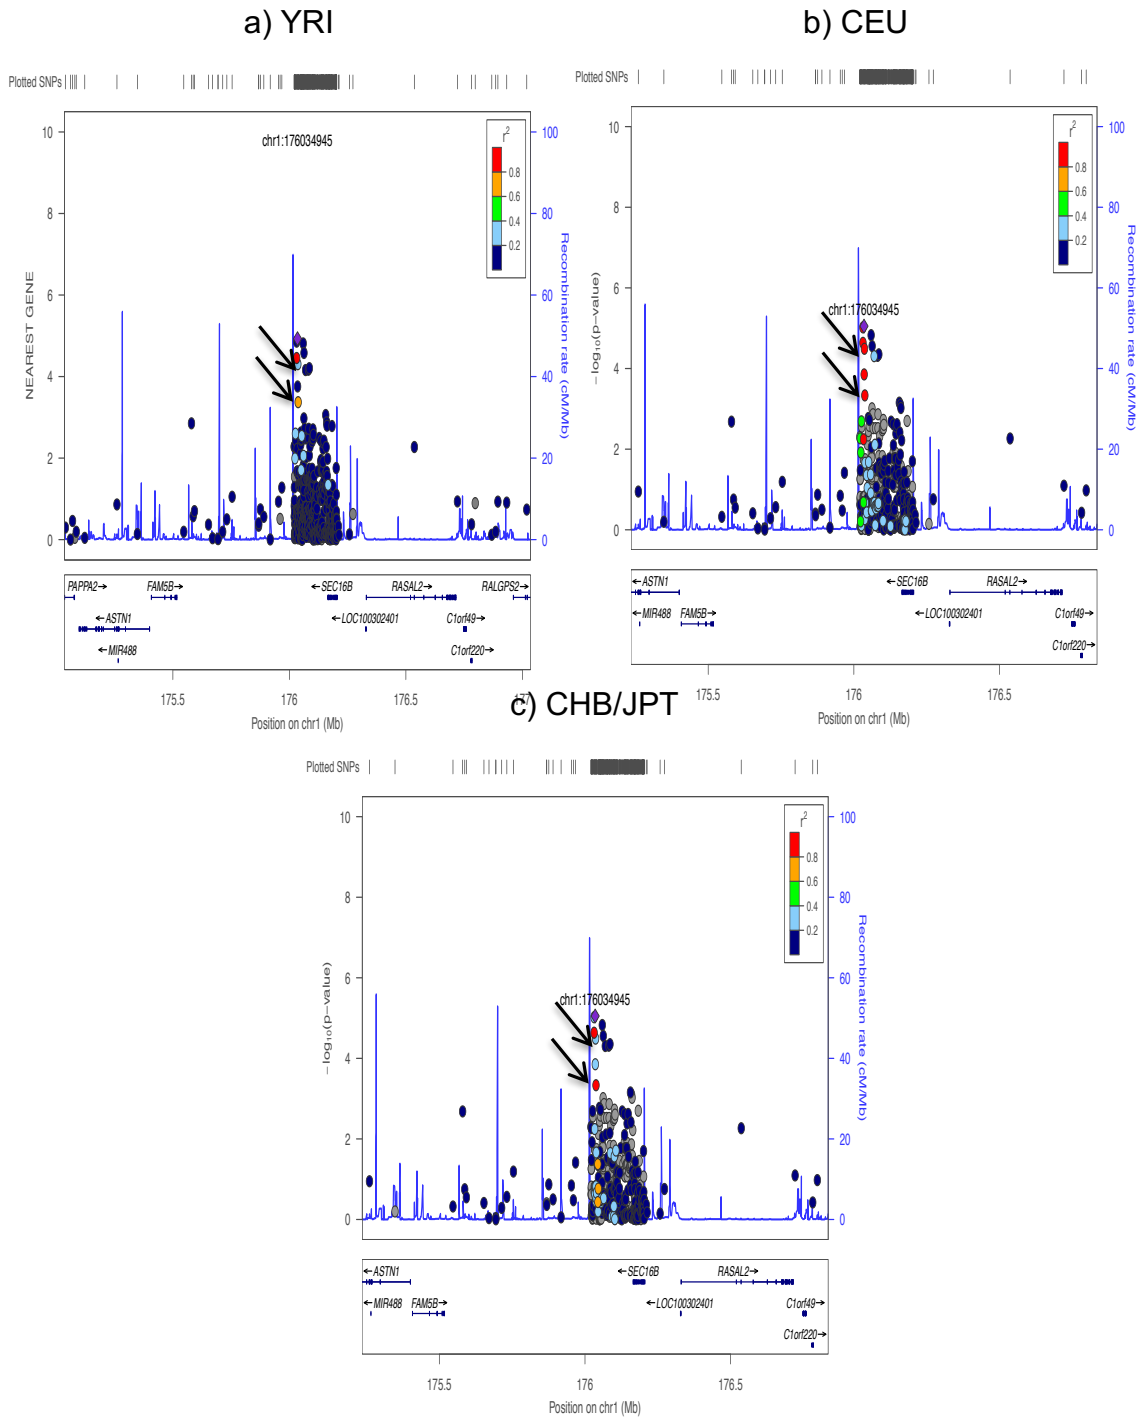 a) YRI
Plotted SNPs
chr1:176034945
r2
0.8
0.6
0.4
0.2
10
8
6
4
2
0
100
80
60
40
20
0
NEAREST GENE
Recombination rate (cM/Mb)
PAPPA2→
FAM5B→
←SEC16B
RASAL2→
RALGPS2→
←ASTN1
←LOC100302401
C1orf49→
←MIR488
C1orf220→
175.5
176
176.5
177
Position on chr1 (Mb)
b) CEU
Plotted SNPs
chr1:176034945
r2
0.8
0.6
0.4
0.2
10
8
6
4
2
0
100
80
60
40
20
0
−log10(p−value)
Recombination rate (cM/Mb)
←ASTN1
←SEC16B
RASAL2→
←MIR488
FAM5B→
←LOC100302401
C1orf49→
C1orf220→
175.5
176
176.5
Position on chr1 (Mb)
c) CHB/JPT
Plotted SNPs
chr1:176034945
r2
0.8
0.6
0.4
0.2
10
8
6
4
2
0
100
80
60
40
20
0
−log10(p−value)
Recombination rate (cM/Mb)
←ASTN1
←SEC16B
RASAL2→
←MIR488
FAM5B→
←LOC100302401
C1orf49→
C1orf220→
175.5
176
176.5
Position on chr1 (Mb)